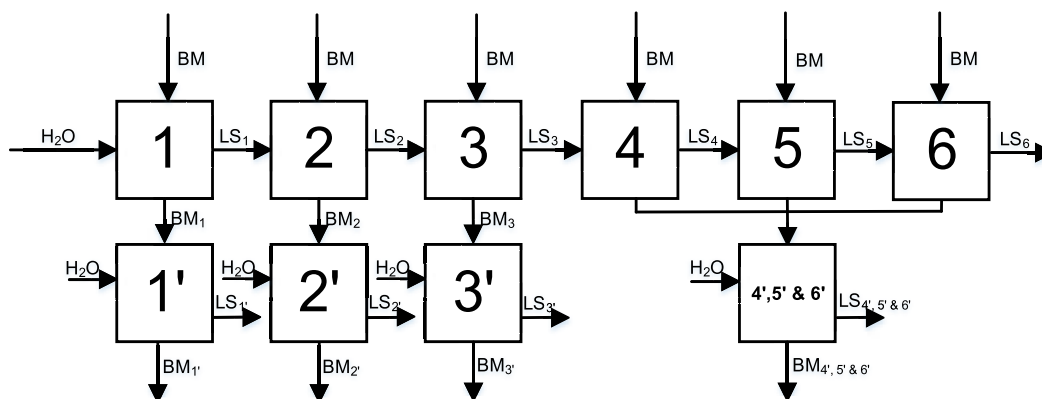 BM BM BM BM BM BM
H₂O 1 LS₁ 2 LS₂ 3 LS₃ 4 LS₄ 5 LS₅ 6 LS₆
BM₁ BM₂ BM₃
H₂O 1' LS₁' H₂O 2' LS₂' H₂O 3' LS₃' H₂O 4',5' & 6' LS₄', ₅' & ₆'
BM₁' BM₂' BM₃' BM₄', ₅' & ₆'